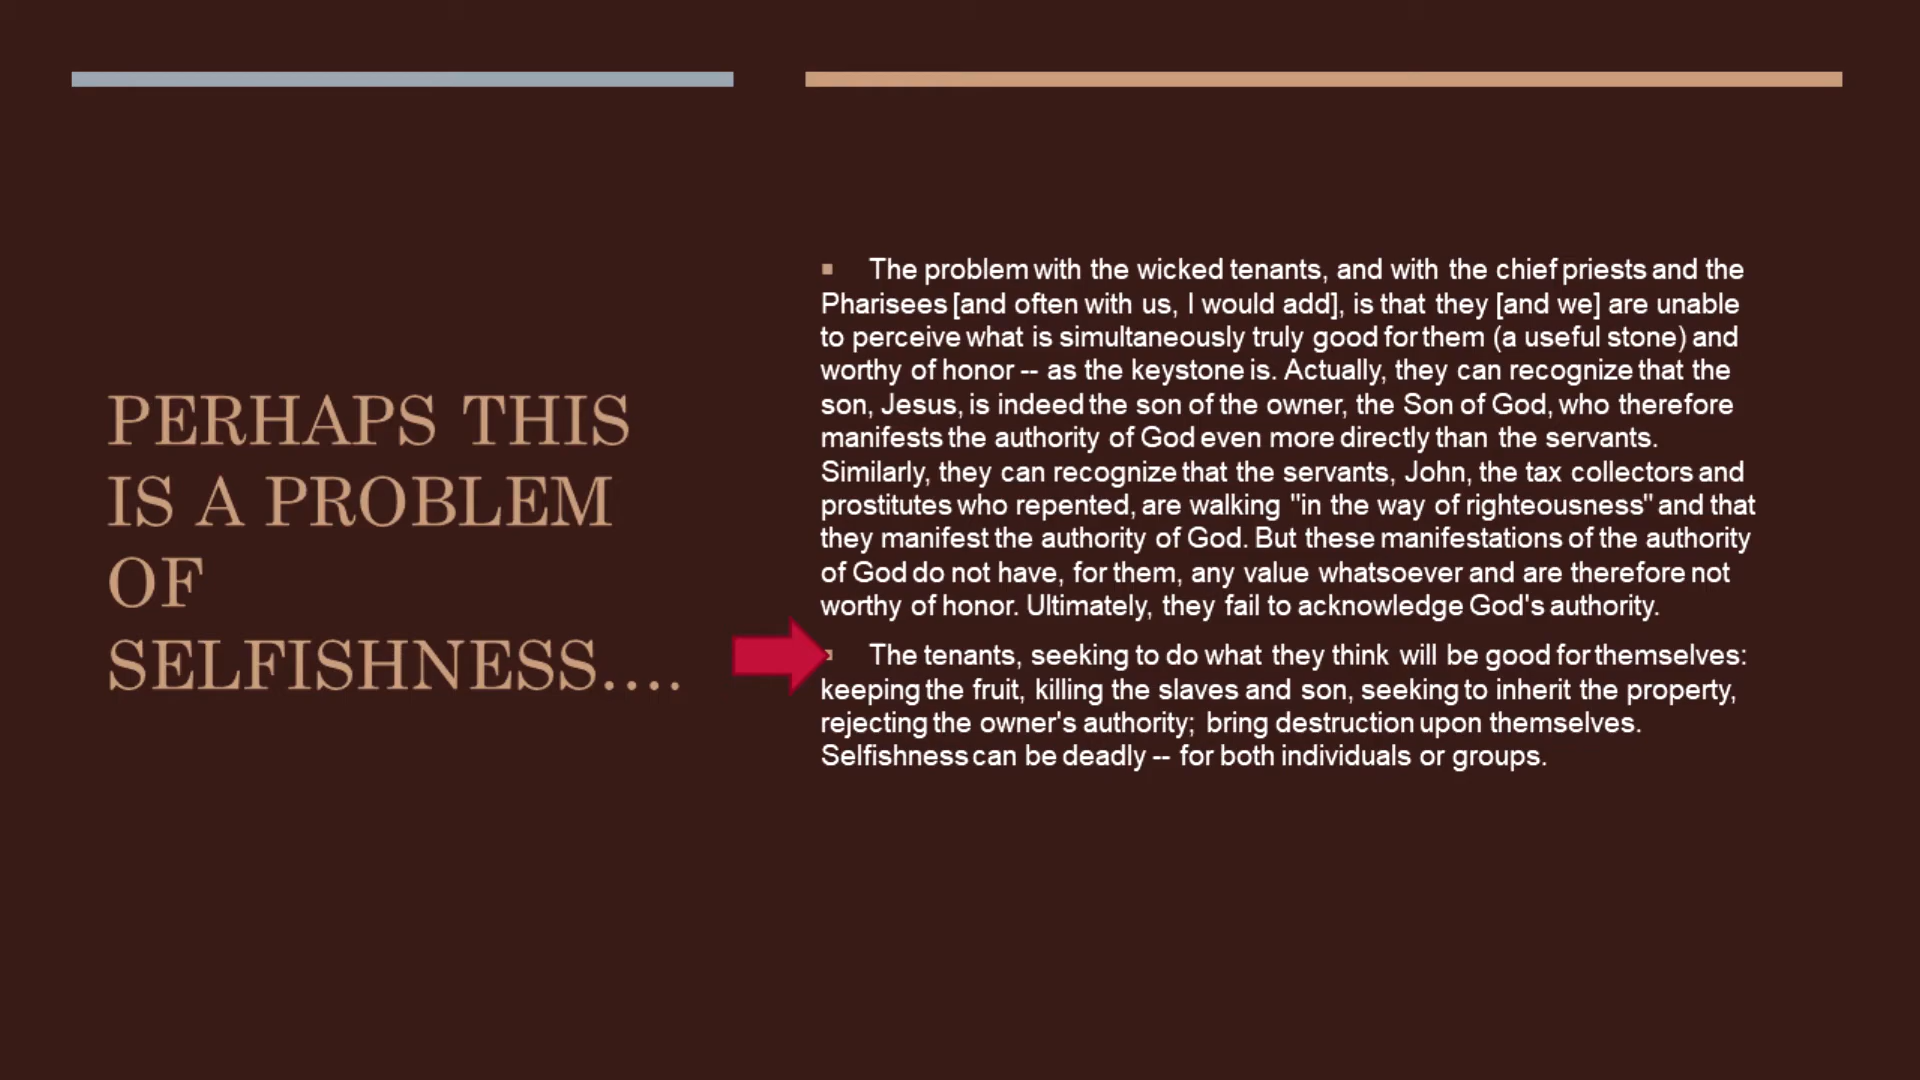 PERHAPS THIS
IS A PROBLEM
OF
SELFISHNESS....
The problem with the wicked tenants, and with the chief priests and the
Pharisees [and often with us, I would add], is that they [and we] are unable
to perceive what is simultaneously truly good for them (a useful stone) and
worthy of honor -- as the keystone is. Actually, they can recognize that the
son, Jesus, is indeed the son of the owner, the Son of God, who therefore
manifests the authority of God even more directly than the servants.
Similarly, they can recognize that the servants, John, the tax collectors and
prostitutes who repented, are walking "in the way of righteousness" and that
they manifest the authority of God. But these manifestations of the authority
of God do not have, for them, any value whatsoever and are therefore not
worthy of honor. Ultimately, they fail to acknowledge God's authority.
The tenants, seeking to do what they think will be good for themselves:
keeping the fruit, killing the slaves and son, seeking to inherit the property,
rejecting the owner's authority; bring destruction upon themselves.
Selfishness can be deadly -- for both individuals or groups.